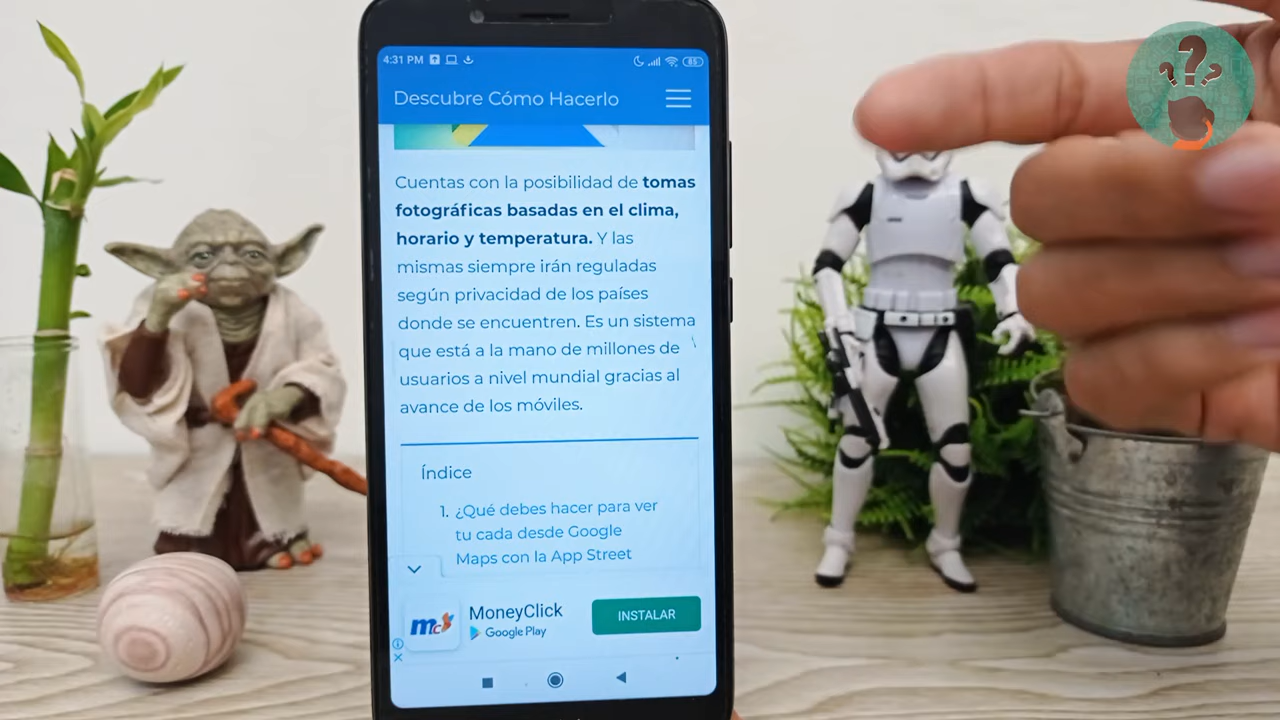 4:31 PM
65
Descubre Cómo Hacerlo
Cuentas con la posibilidad de tomas
fotográficas basadas en el clima,
horario y temperatura. Y las
mismas siempre irán reguladas
según privacidad de los países
donde se encuentren. Es un sistema
que está a la mano de millones de
usuarios a nivel mundial gracias al
avance de los móviles.
Índice
1. ¿Qué debes hacer para ver
tu cada desde Google
Maps con la App Street
mc
MoneyClick
Google Play
INSTALAR